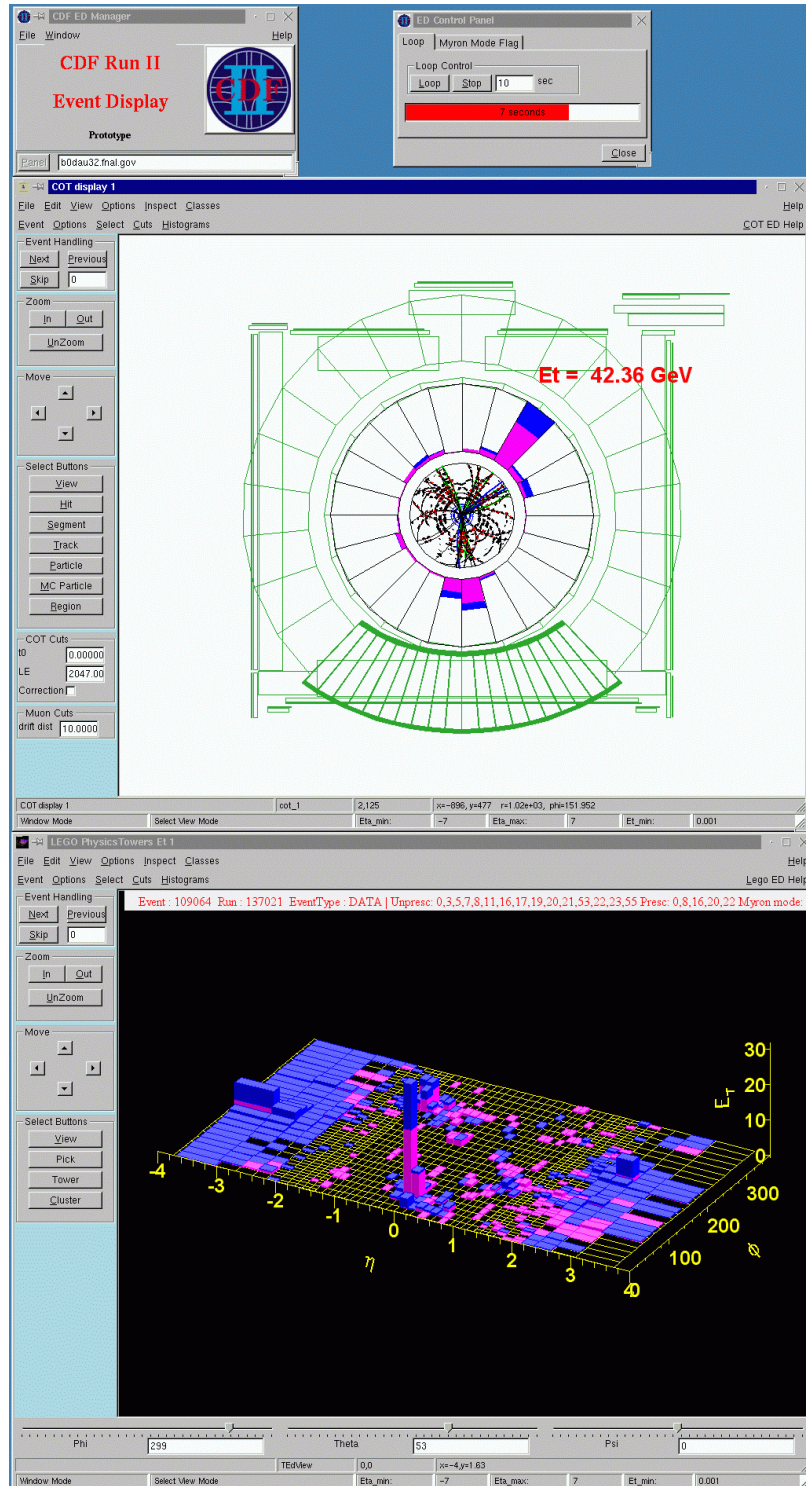 CDF ED Manager
File Window Help
CDF Run II
Event Display
Prototype
CDF
Panel b0dau32.fnal.gov
ED Control Panel
Loop Myron Mode Flag
Loop Control
Loop Stop 10 sec
7 seconds
Close
COT display 1
File Edit View Options Inspect Classes Help
Event Options Select Cuts Histograms COT ED Help
Event Handling
Next Previous
Skip 0
Zoom
In Out
UnZoom
Move
Select Buttons
View
Hit
Segment
Track
Particle
MC Particle
Region
COT Cuts
t0 0.00000
LE 2047.00
Correction
Muon Cuts
drift dist 10.0000
Et = 42.36 GeV
COT display 1 cot_1 2,125 x=-896, y=477 r=1.02e+03, phi=151.952
Window Mode Select View Mode Eta_min: -7 Eta_max: 7 Et_min: 0.001
LEGO PhysicsTowers Et 1
File Edit View Options Inspect Classes Help
Event Options Select Cuts Histograms Lego ED Help
Event Handling
Next Previous
Skip 0
Zoom
In Out
UnZoom
Move
Select Buttons
View
Pick
Tower
Cluster
Event : 109064 Run : 137021 EventType : DATA | Unpresc: 0,3,5,7,8,11,16,17,19,20,21,53,22,23,55 Presc: 0,8,16,20,22 Myron mode:
30
20
10
0
ET
-4 -3 -2 -1 0 1 2 3 4
η
0 100 200 300
φ
Phi 299 Theta 53 Psi 0
TEdView 0,0 x=-4,y=1.63
Window Mode Select View Mode Eta_min: -7 Eta_max: 7 Et_min: 0.001